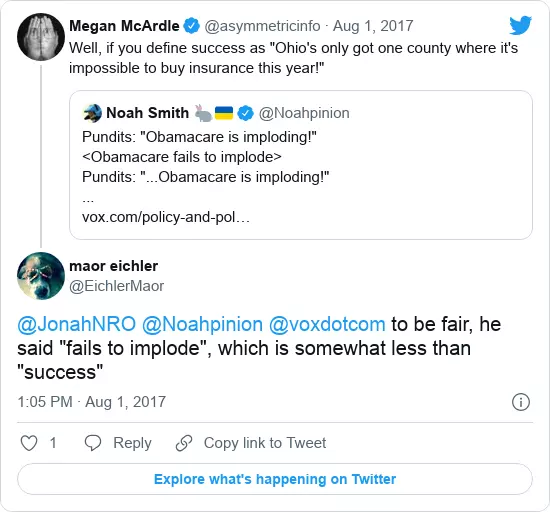 Megan McArdle @asymmetricinfo · Aug 1, 2017
Well, if you define success as "Ohio's only got one county where it's
impossible to buy insurance this year!"
Noah Smith @Noahpinion
Pundits: "Obamacare is imploding!"
<Obamacare fails to implode>
Pundits: "...Obamacare is imploding!"
...
vox.com/policy-and-pol…
maor eichler
@EichlerMaor
@JonahNRO @Noahpinion @voxdotcom to be fair, he
said "fails to implode", which is somewhat less than
"success"
1:05 PM · Aug 1, 2017
1 Reply Copy link to Tweet
Explore what's happening on Twitter